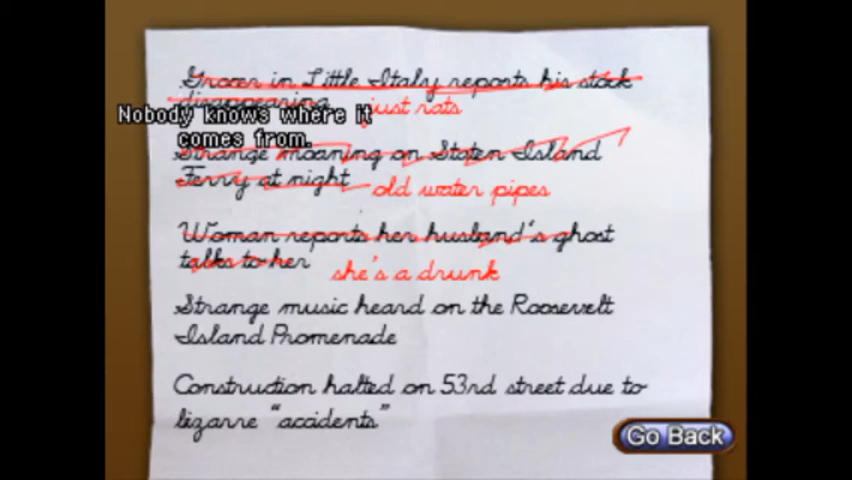 Grocer in Little Italy reports his stock
disappearing just rats
Nobody knows where it
comes from.
Strange moaning on Staten Island
Ferry at night old water pipes
Woman reports her husband's ghost
talks to her she's a drunk
Strange music heard on the Roosevelt
Island Promenade
Construction halted on 53rd street due to
bizarre "accidents"
Go Back